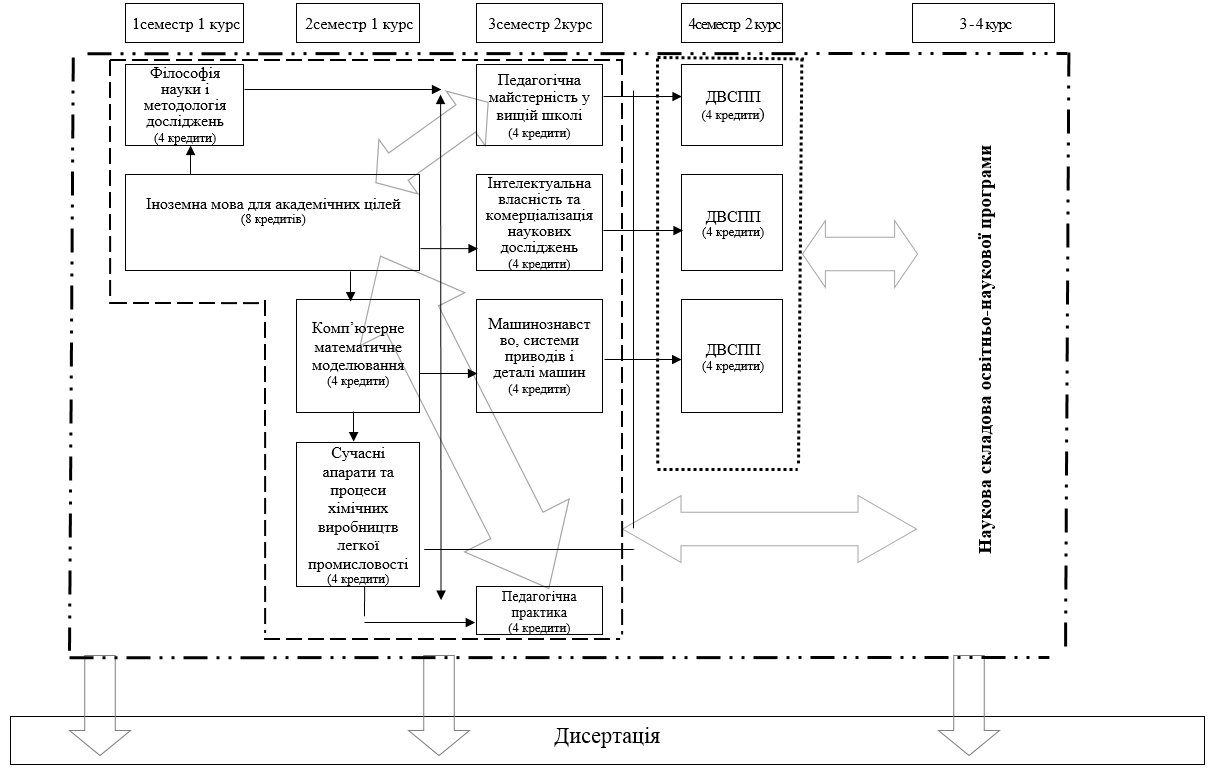 1семестр 1 курс
2семестр 1 курс
3семестр 2курс
4семестр 2 курс
3-4 курс
Філософія
науки і
методологія
досліджень
(4 кредити)
Педагогічна
майстерність у
вищій школі
(4 кредити)
ДВСПП
(4 кредити)
Іноземна мова для академічних цілей
(8 кредитів)
Інтелектуальна
власність та
комерціалізація
наукових
досліджень
(4 кредити)
ДВСПП
(4 кредити)
Комп’ютерне
математичне
моделювання
(4 кредити)
Машинознавст
во, системи
приводів і
деталі машин
(4 кредити)
ДВСПП
(4 кредити)
Сучасні
апарати та
процеси
хімічних
виробництв
легкої
промисловості
(4 кредити)
Педагогічна
практика
(4 кредити)
Наукова складова освітньо-наукової програми
Дисертація